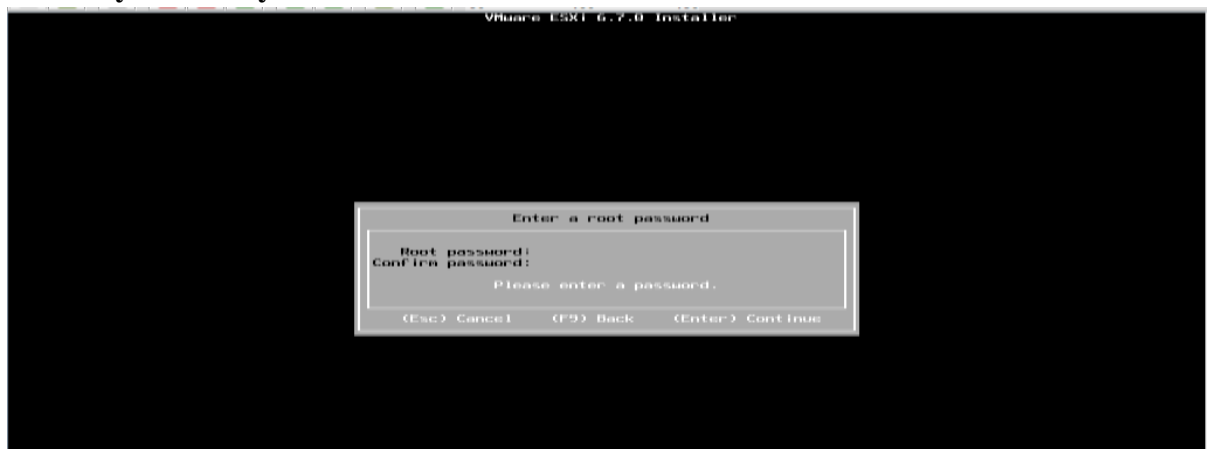 VMware ESXi 6.7.0 Installer
Enter a root password
Root password:
Confirm password:
Please enter a password.
(Esc) Cancel (F9) Back (Enter) Continue